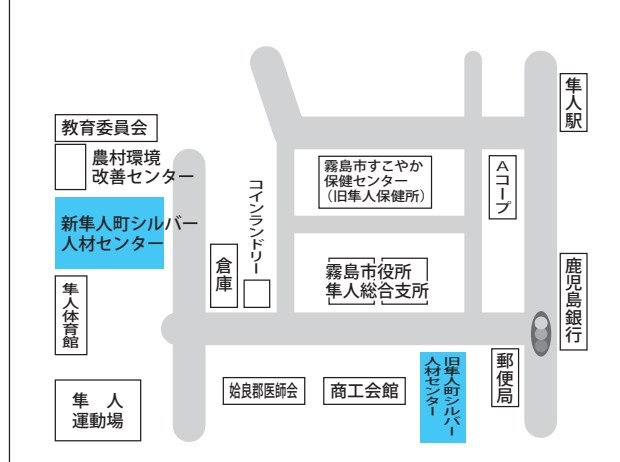 隼人駅
教育委員会
農村環境
改善センター
霧島市すこやか
保健センター
（旧隼人保健所）
Aコープ
コインランドリー
新隼人町シルバー
人材センター
倉庫
霧島市役所
隼人総合支所
鹿児島銀行
隼人体育館
郵便局
旧隼人町シルバー
人材センター
姶良郡医師会
商工会館
隼　人
運動場